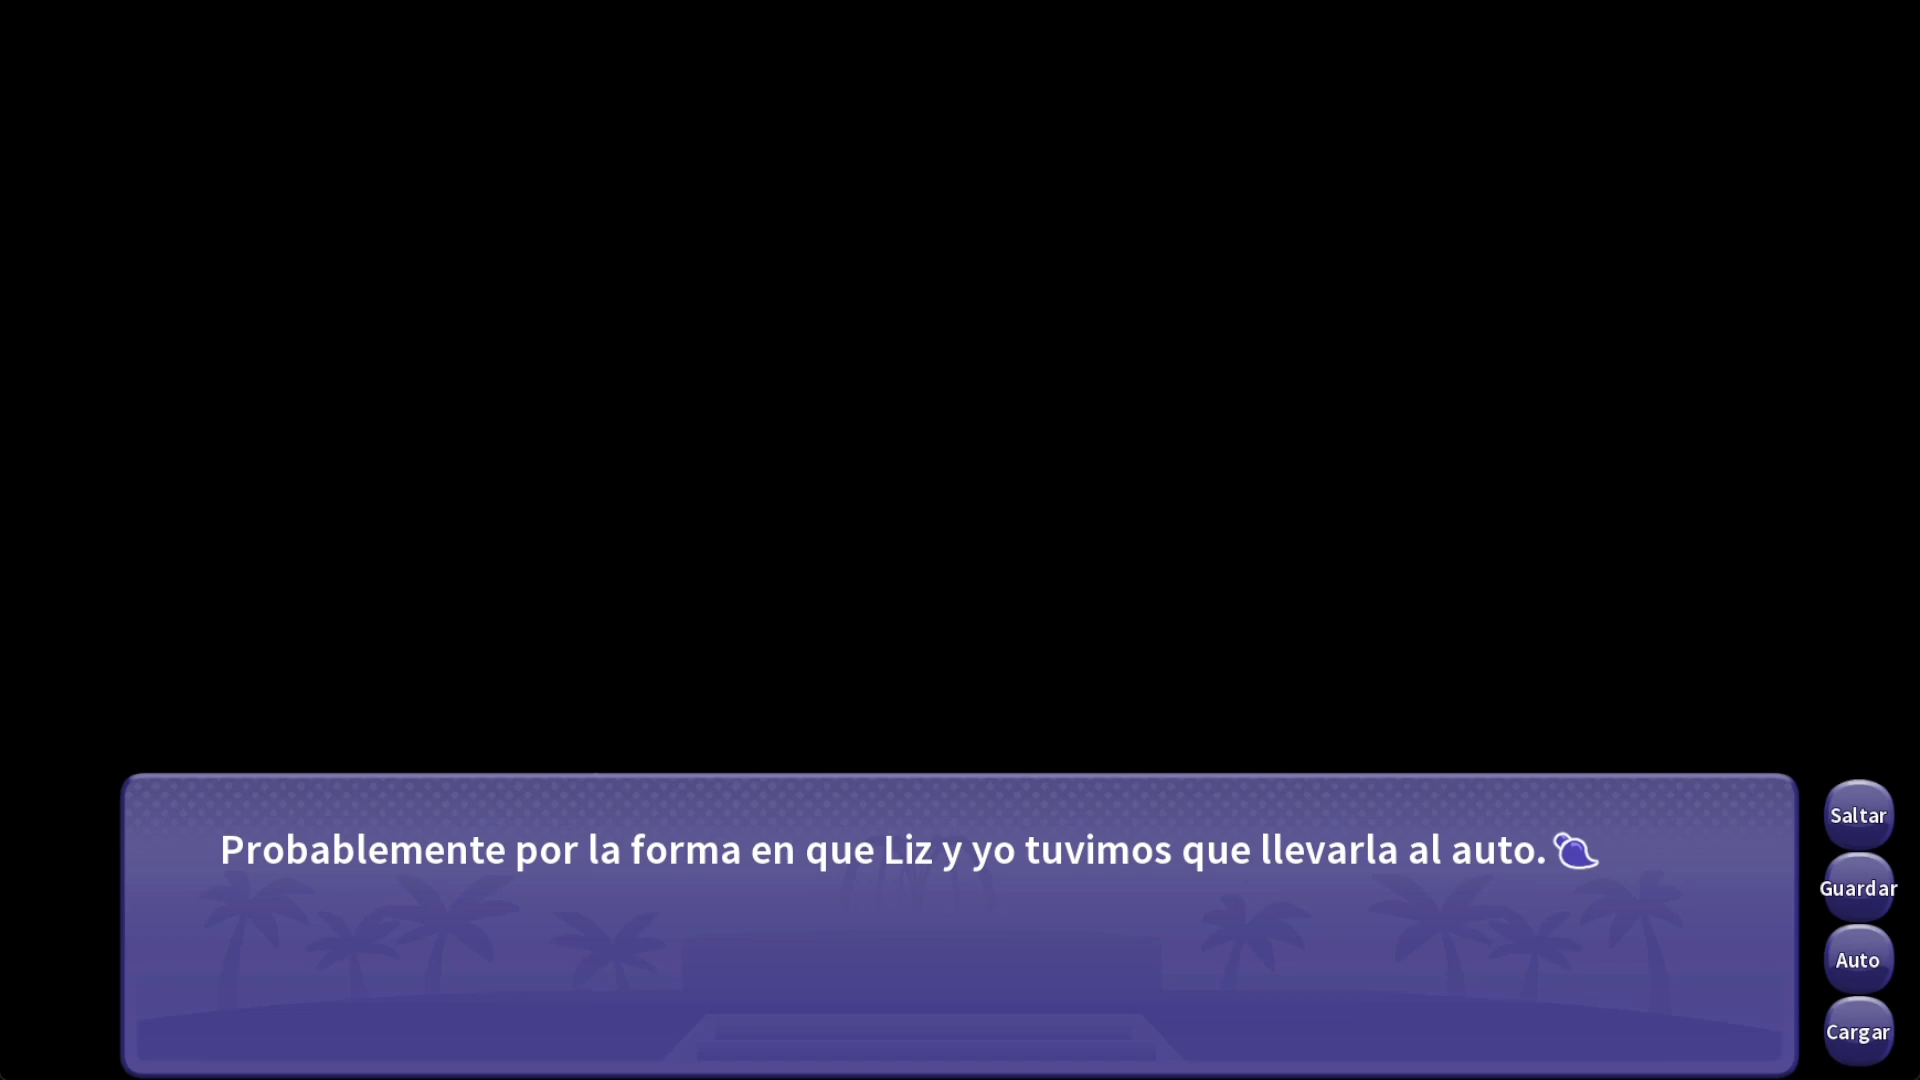 Probablemente por la forma en que Liz y yo tuvimos que llevarla al auto.
Saltar
Guardar
Auto
Cargar